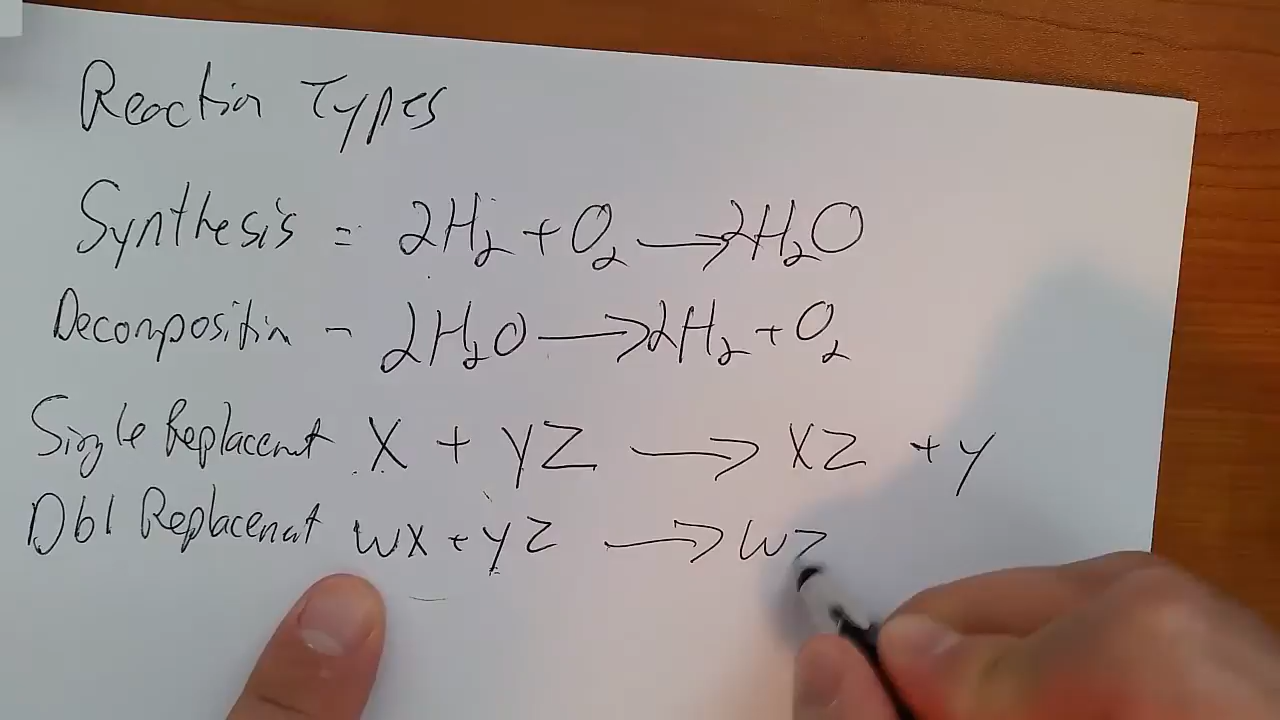 Reaction Types
Synthesis = 2H₂ + O₂ → 2H₂O
Decomposition - 2H₂O → 2H₂ + O₂
Single Replacement X + YZ → XZ + Y
Dbl Replacement WX + YZ → WZ